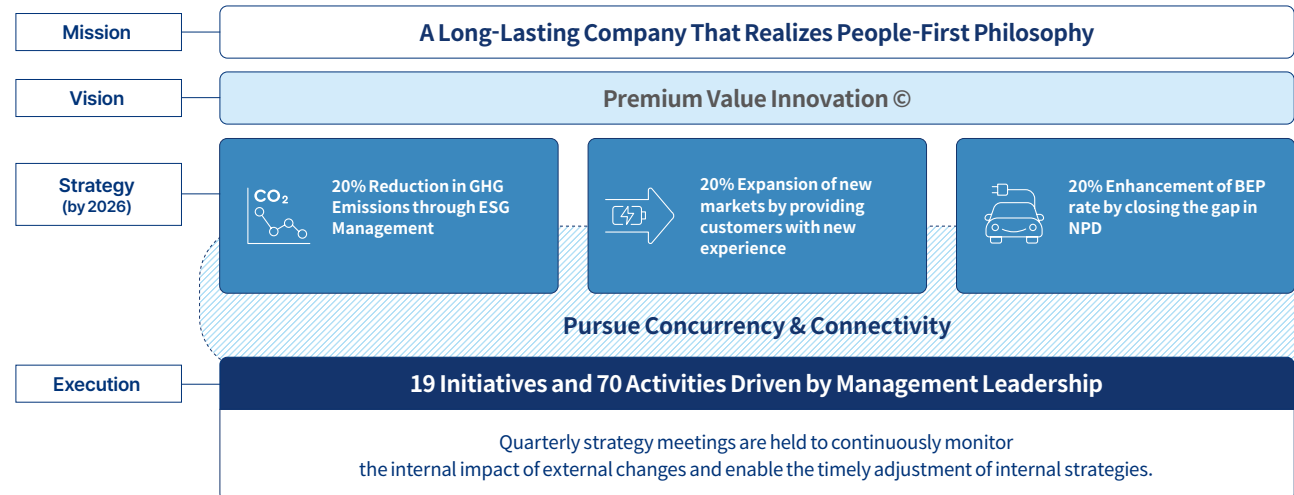 Mission
A Long-Lasting Company That Realizes People-First Philosophy
Vision
Premium Value Innovation ©
Strategy
(by 2026)
CO₂
20% Reduction in GHG
Emissions through ESG
Management
20% Expansion of new
markets by providing
customers with new
experience
20% Enhancement of BEP
rate by closing the gap in
NPD
Pursue Concurrency & Connectivity
Execution
19 Initiatives and 70 Activities Driven by Management Leadership
Quarterly strategy meetings are held to continuously monitor
the internal impact of external changes and enable the timely adjustment of internal strategies.